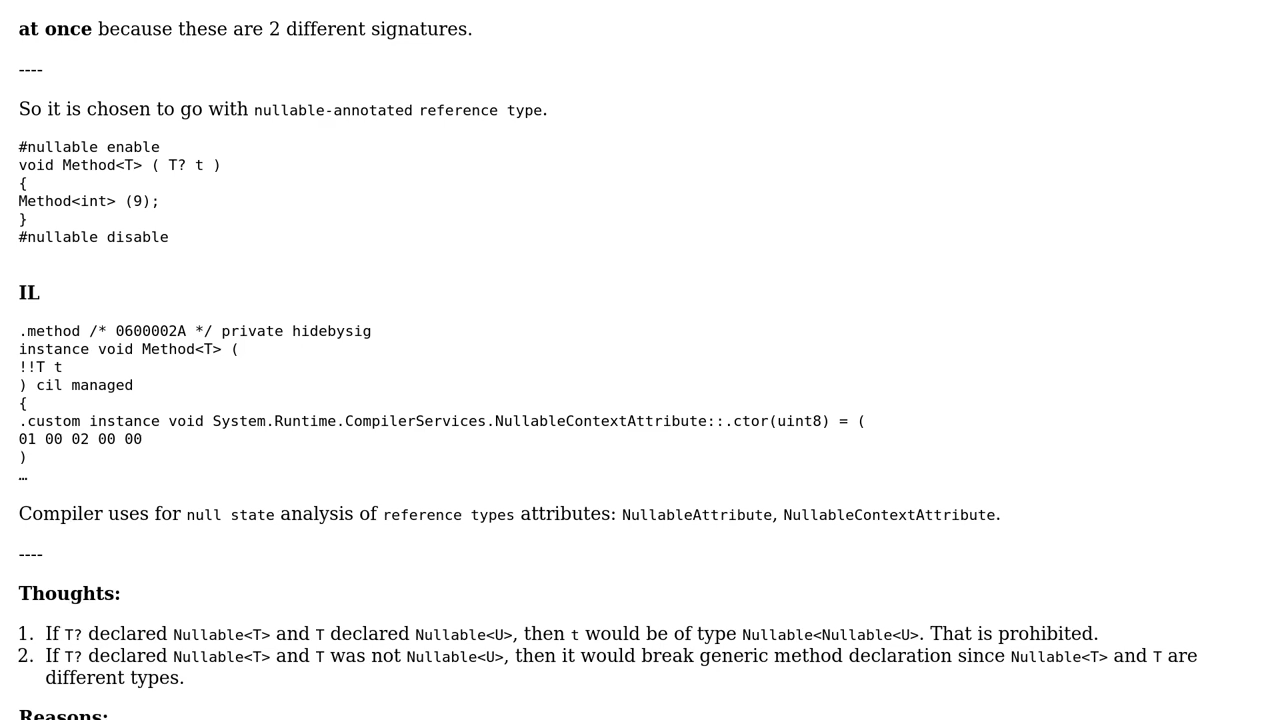 at once because these are 2 different signatures.
----
So it is chosen to go with nullable-annotated reference type.
#nullable enable
void Method<T> ( T? t )
{
Method<int> (9);
}
#nullable disable
IL
.method /* 0600002A */ private hidebysig
instance void Method<T> (
!!T t
) cil managed
{
.custom instance void System.Runtime.CompilerServices.NullableContextAttribute::.ctor(uint8) = (
01 00 02 00 00
)
…
Compiler uses for null state analysis of reference types attributes: NullableAttribute, NullableContextAttribute.
----
Thoughts:
1. If T? declared Nullable<T> and T declared Nullable<U>, then t would be of type Nullable<Nullable<U>. That is prohibited.
2. If T? declared Nullable<T> and T was not Nullable<U>, then it would break generic method declaration since Nullable<T> and T are
different types.
Reasons: